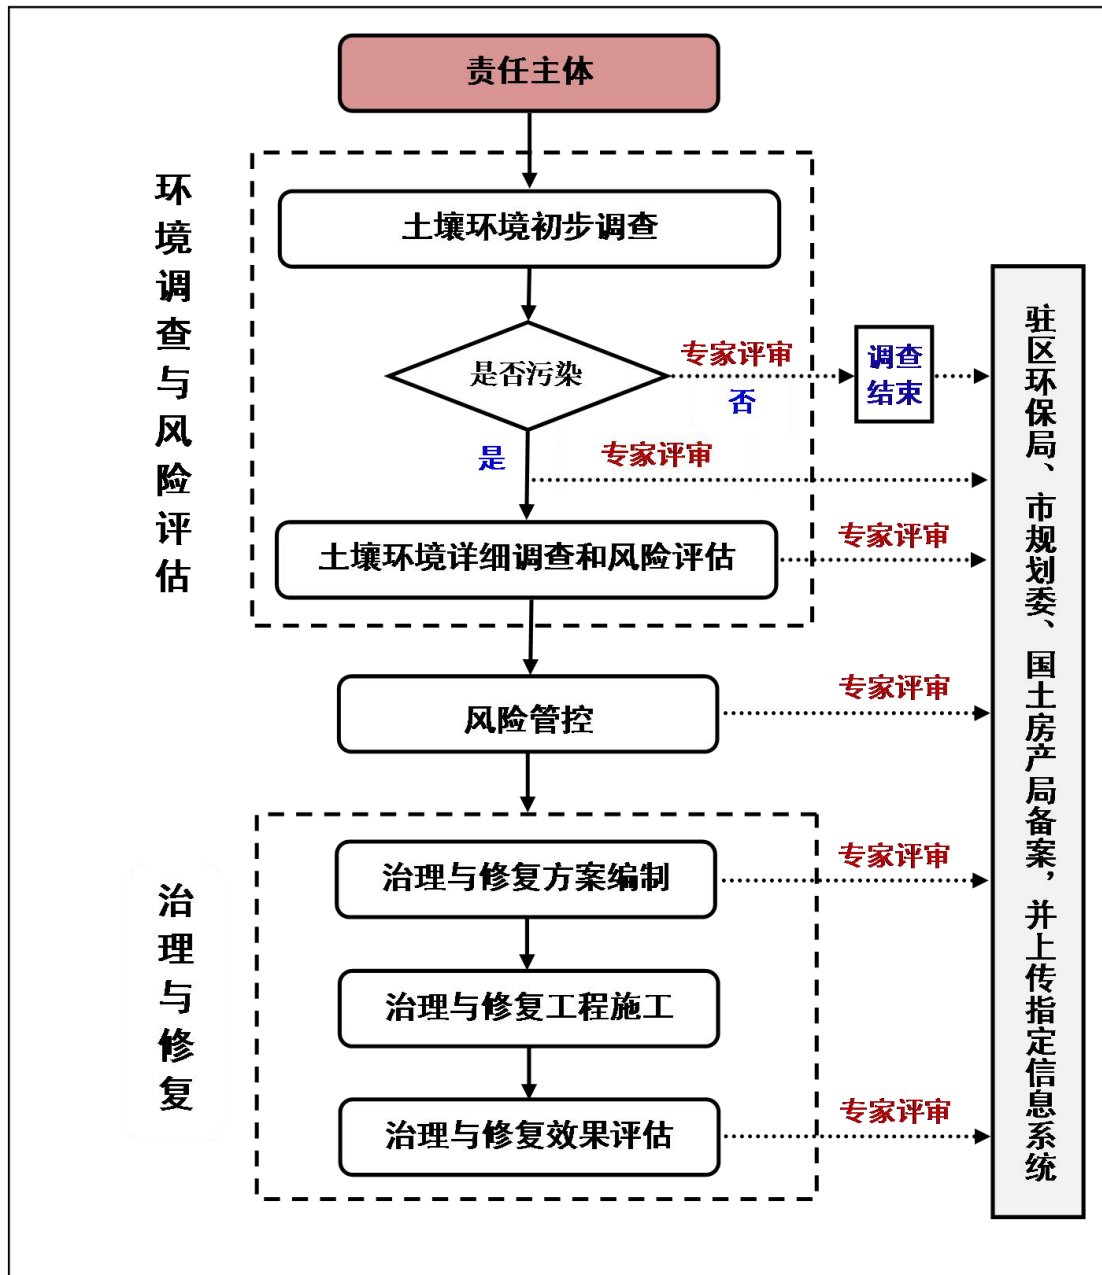 责任主体
环境调查与风险评估
土壤环境初步调查
是否污染
专家评审
否
调查
结束
是
专家评审
土壤环境详细调查和风险评估
专家评审
风险管控
专家评审
治理与修复
治理与修复方案编制
专家评审
治理与修复工程施工
治理与修复效果评估
专家评审
驻区环保局、市规划委、国土房产局备案，并上传指定信息系统